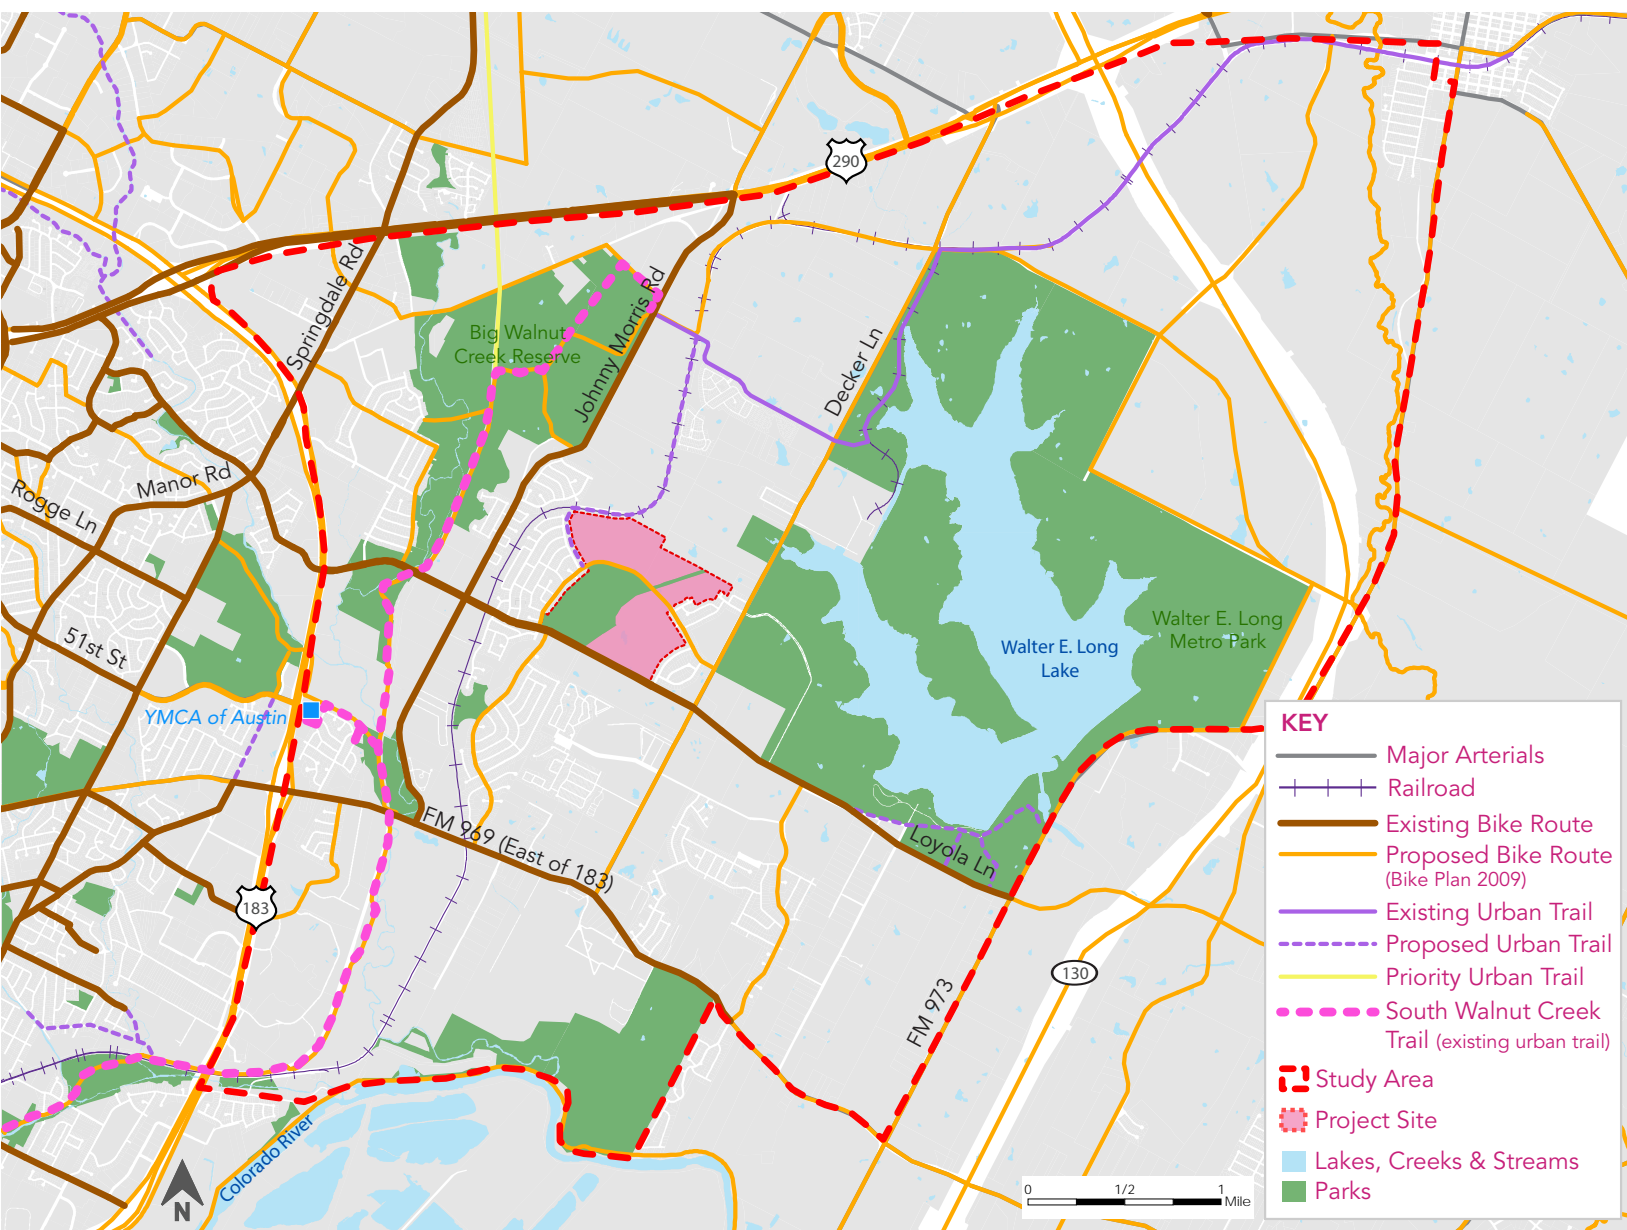 290
Springdale Rd
Big Walnut
Creek Reserve
Johnny Morris Rd
Decker Ln
Manor Rd
Rogge Ln
51st St
YMCA of Austin
Walter E. Long
Metro Park
Walter E. Long
Lake
FM 969 (East of 183)
Loyola Ln
183
130
FM 973
Colorado River
N
0 1/2 1
Mile
KEY
Major Arterials
Railroad
Existing Bike Route
Proposed Bike Route
(Bike Plan 2009)
Existing Urban Trail
Proposed Urban Trail
Priority Urban Trail
South Walnut Creek
Trail (existing urban trail)
Study Area
Project Site
Lakes, Creeks & Streams
Parks